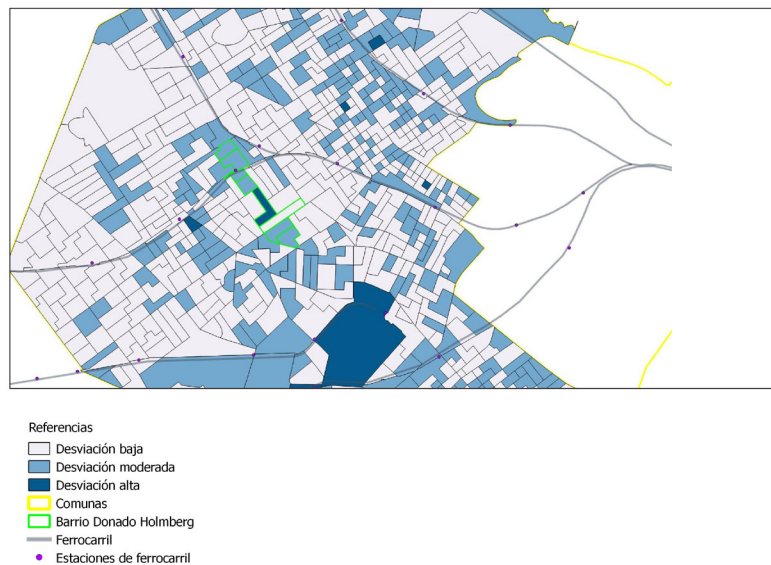 Referencias
Desviación baja
Desviación moderada
Desviación alta
Comunas
Barrio Donado Holmberg
Ferrocarril
Estaciones de ferrocarril